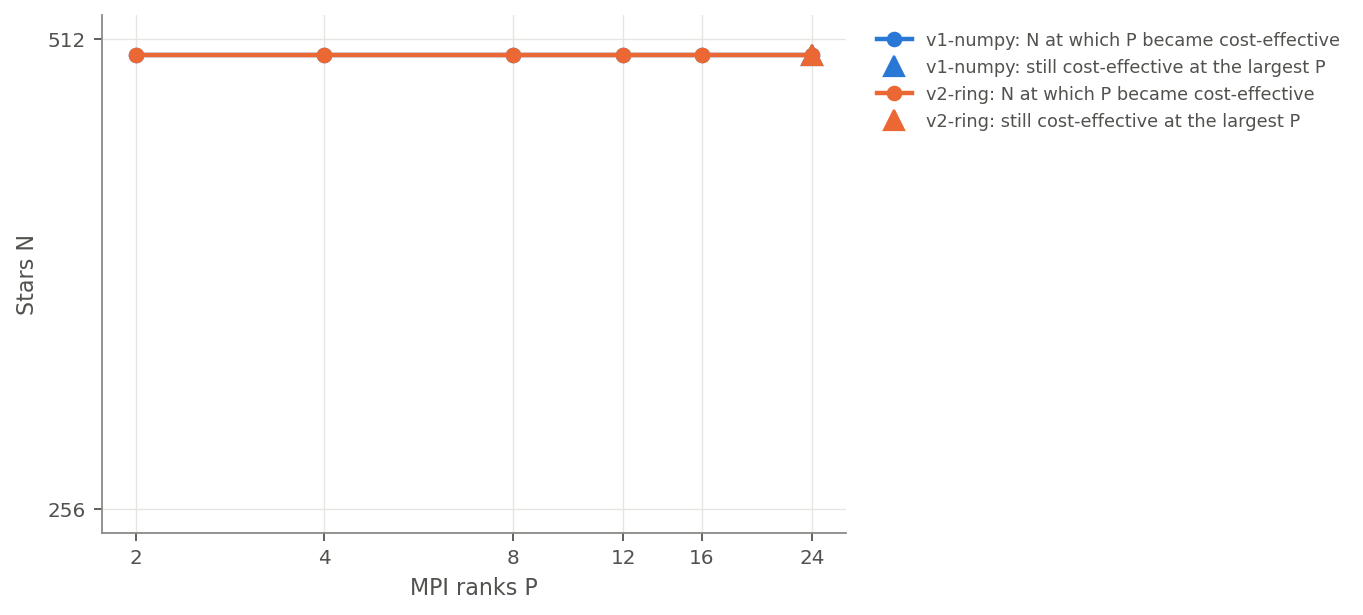 512
256
Stars N
2 4 8 12 16 24
MPI ranks P
v1-numpy: N at which P became cost-effective
v1-numpy: still cost-effective at the largest P
v2-ring: N at which P became cost-effective
v2-ring: still cost-effective at the largest P